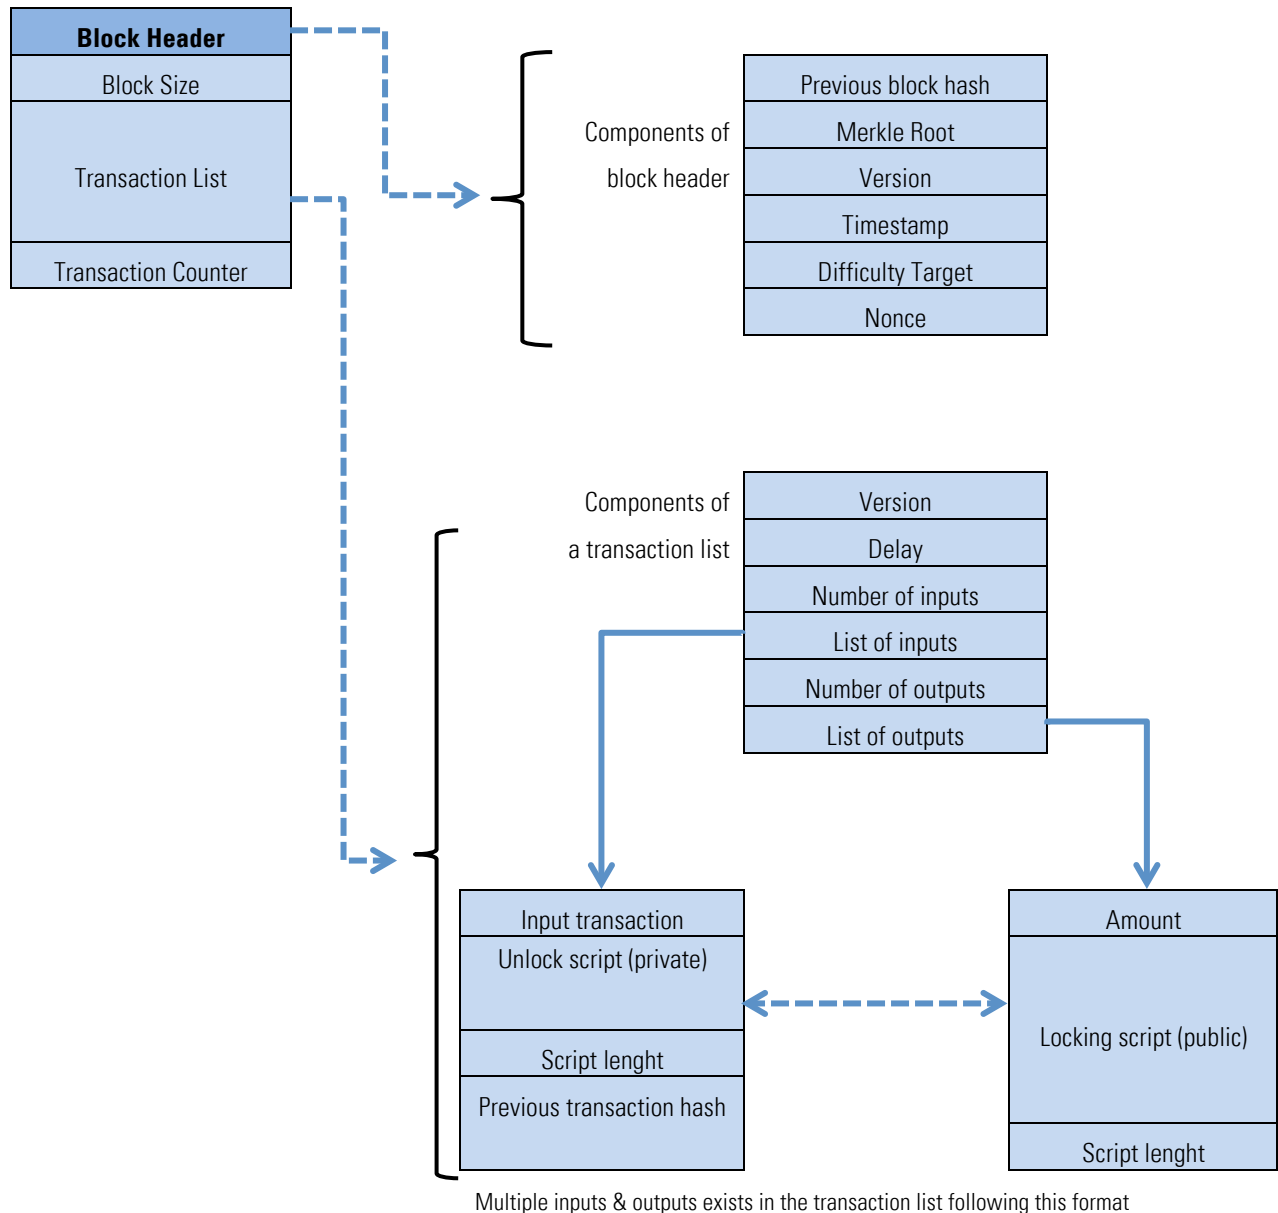 Block Header
Block Size
Transaction List
Transaction Counter
Components of
block header
Previous block hash
Merkle Root
Version
Timestamp
Difficulty Target
Nonce
Components of
a transaction list
Version
Delay
Number of inputs
List of inputs
Number of outputs
List of outputs
Input transaction
Unlock script (private)
Script lenght
Previous transaction hash
Amount
Locking script (public)
Script lenght
Multiple inputs & outputs exists in the transaction list following this format